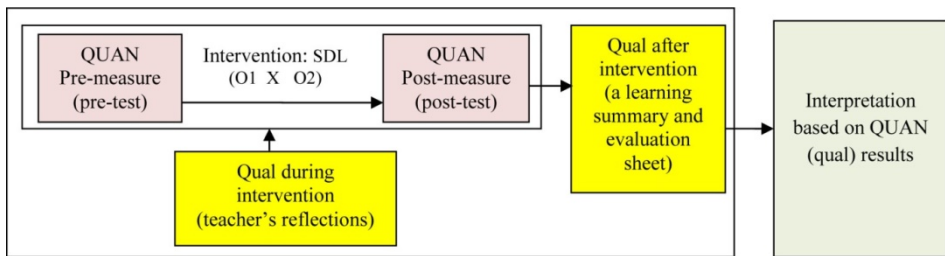 QUAN
Pre-measure
(pre-test)
Intervention: SDL
(O1 X O2)
QUAN
Post-measure
(post-test)
Qual after
intervention
(a learning
summary and
evaluation
sheet)
Qual during
intervention
(teacher’s reflections)
Interpretation
based on QUAN
(qual) results